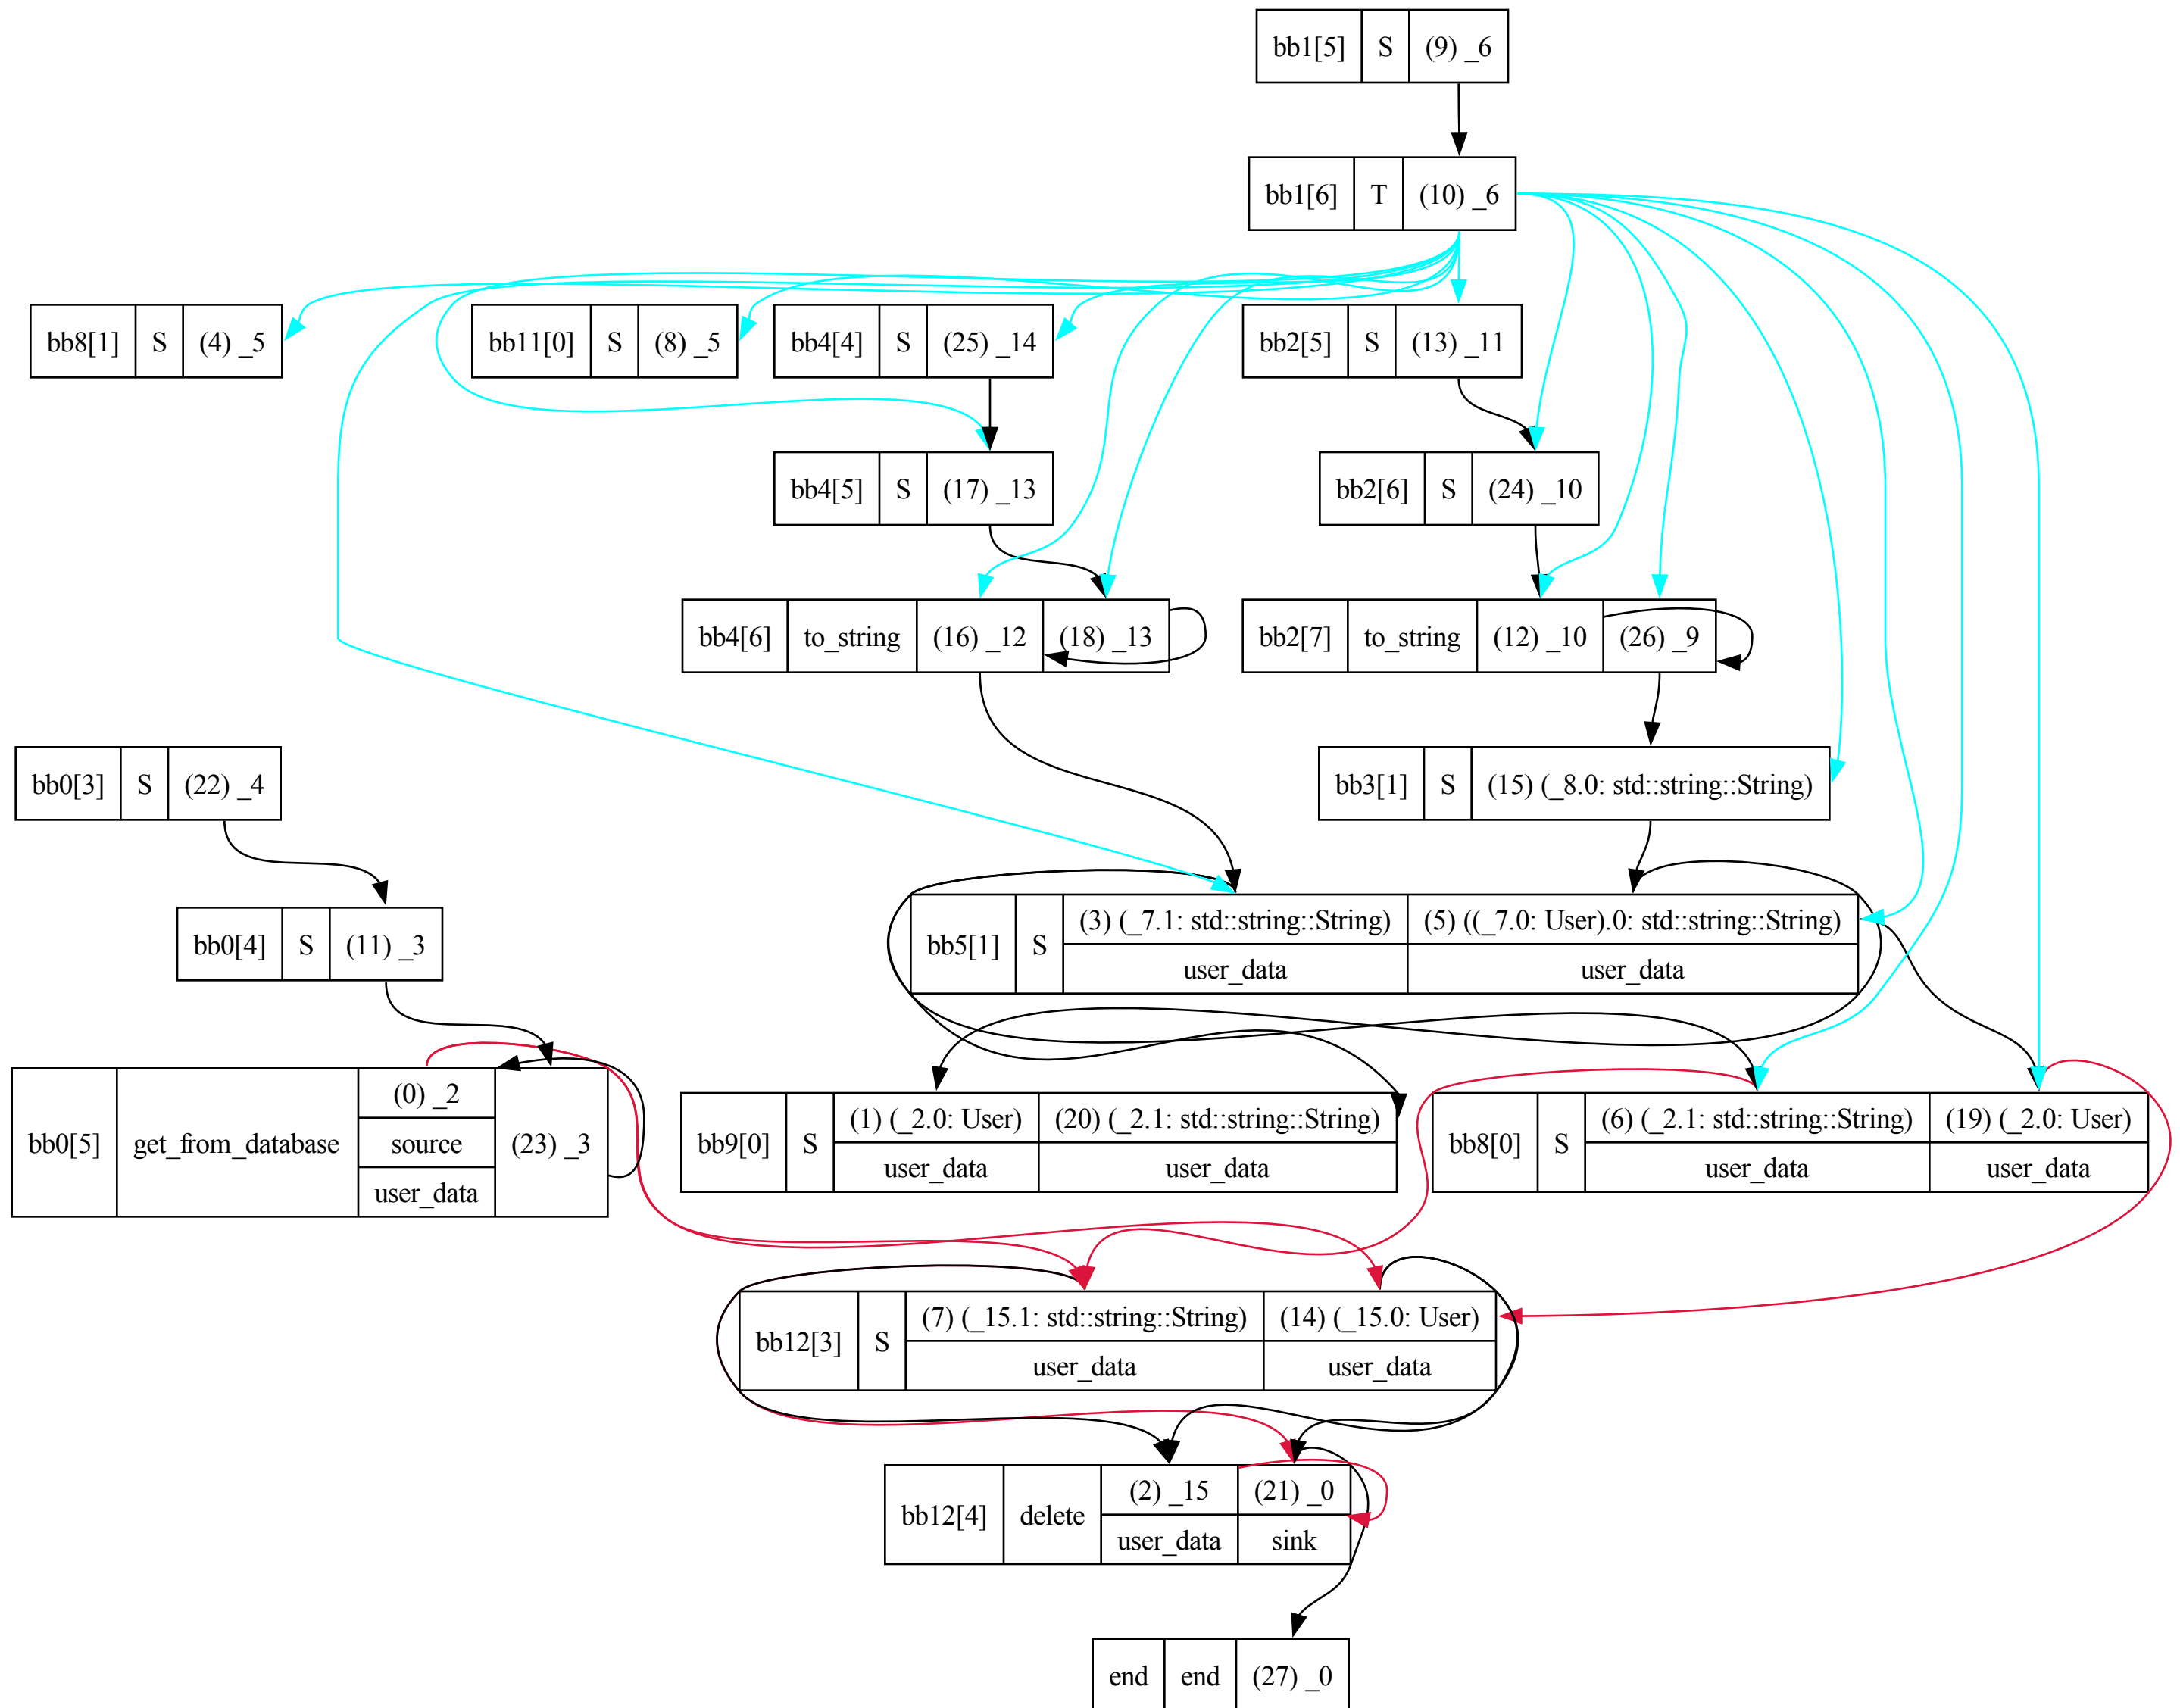 bb1[5] S (9) _6
bb1[6] T (10) _6
bb8[1] S (4) _5
bb11[0] S (8) _5
bb4[4] S (25) _14
bb2[5] S (13) _11
bb4[5] S (17) _13
bb2[6] S (24) _10
bb4[6] to_string (16) _12 (18) _13
bb2[7] to_string (12) _10 (26) _9
bb0[3] S (22) _4
bb3[1] S (15) (_8.0: std::string::String)
bb0[4] S (11) _3
bb5[1] S (3) (_7.1: std::string::String) (5) ((_7.0: User).0: std::string::String)
user_data user_data
bb0[5] get_from_database (0) _2 (23) _3
source
user_data
bb9[0] S (1) (_2.0: User) (20) (_2.1: std::string::String)
user_data user_data
bb8[0] S (6) (_2.1: std::string::String) (19) (_2.0: User)
user_data user_data
bb12[3] S (7) (_15.1: std::string::String) (14) (_15.0: User)
user_data user_data
bb12[4] delete (2) _15 (21) _0
user_data sink
end end (27) _0